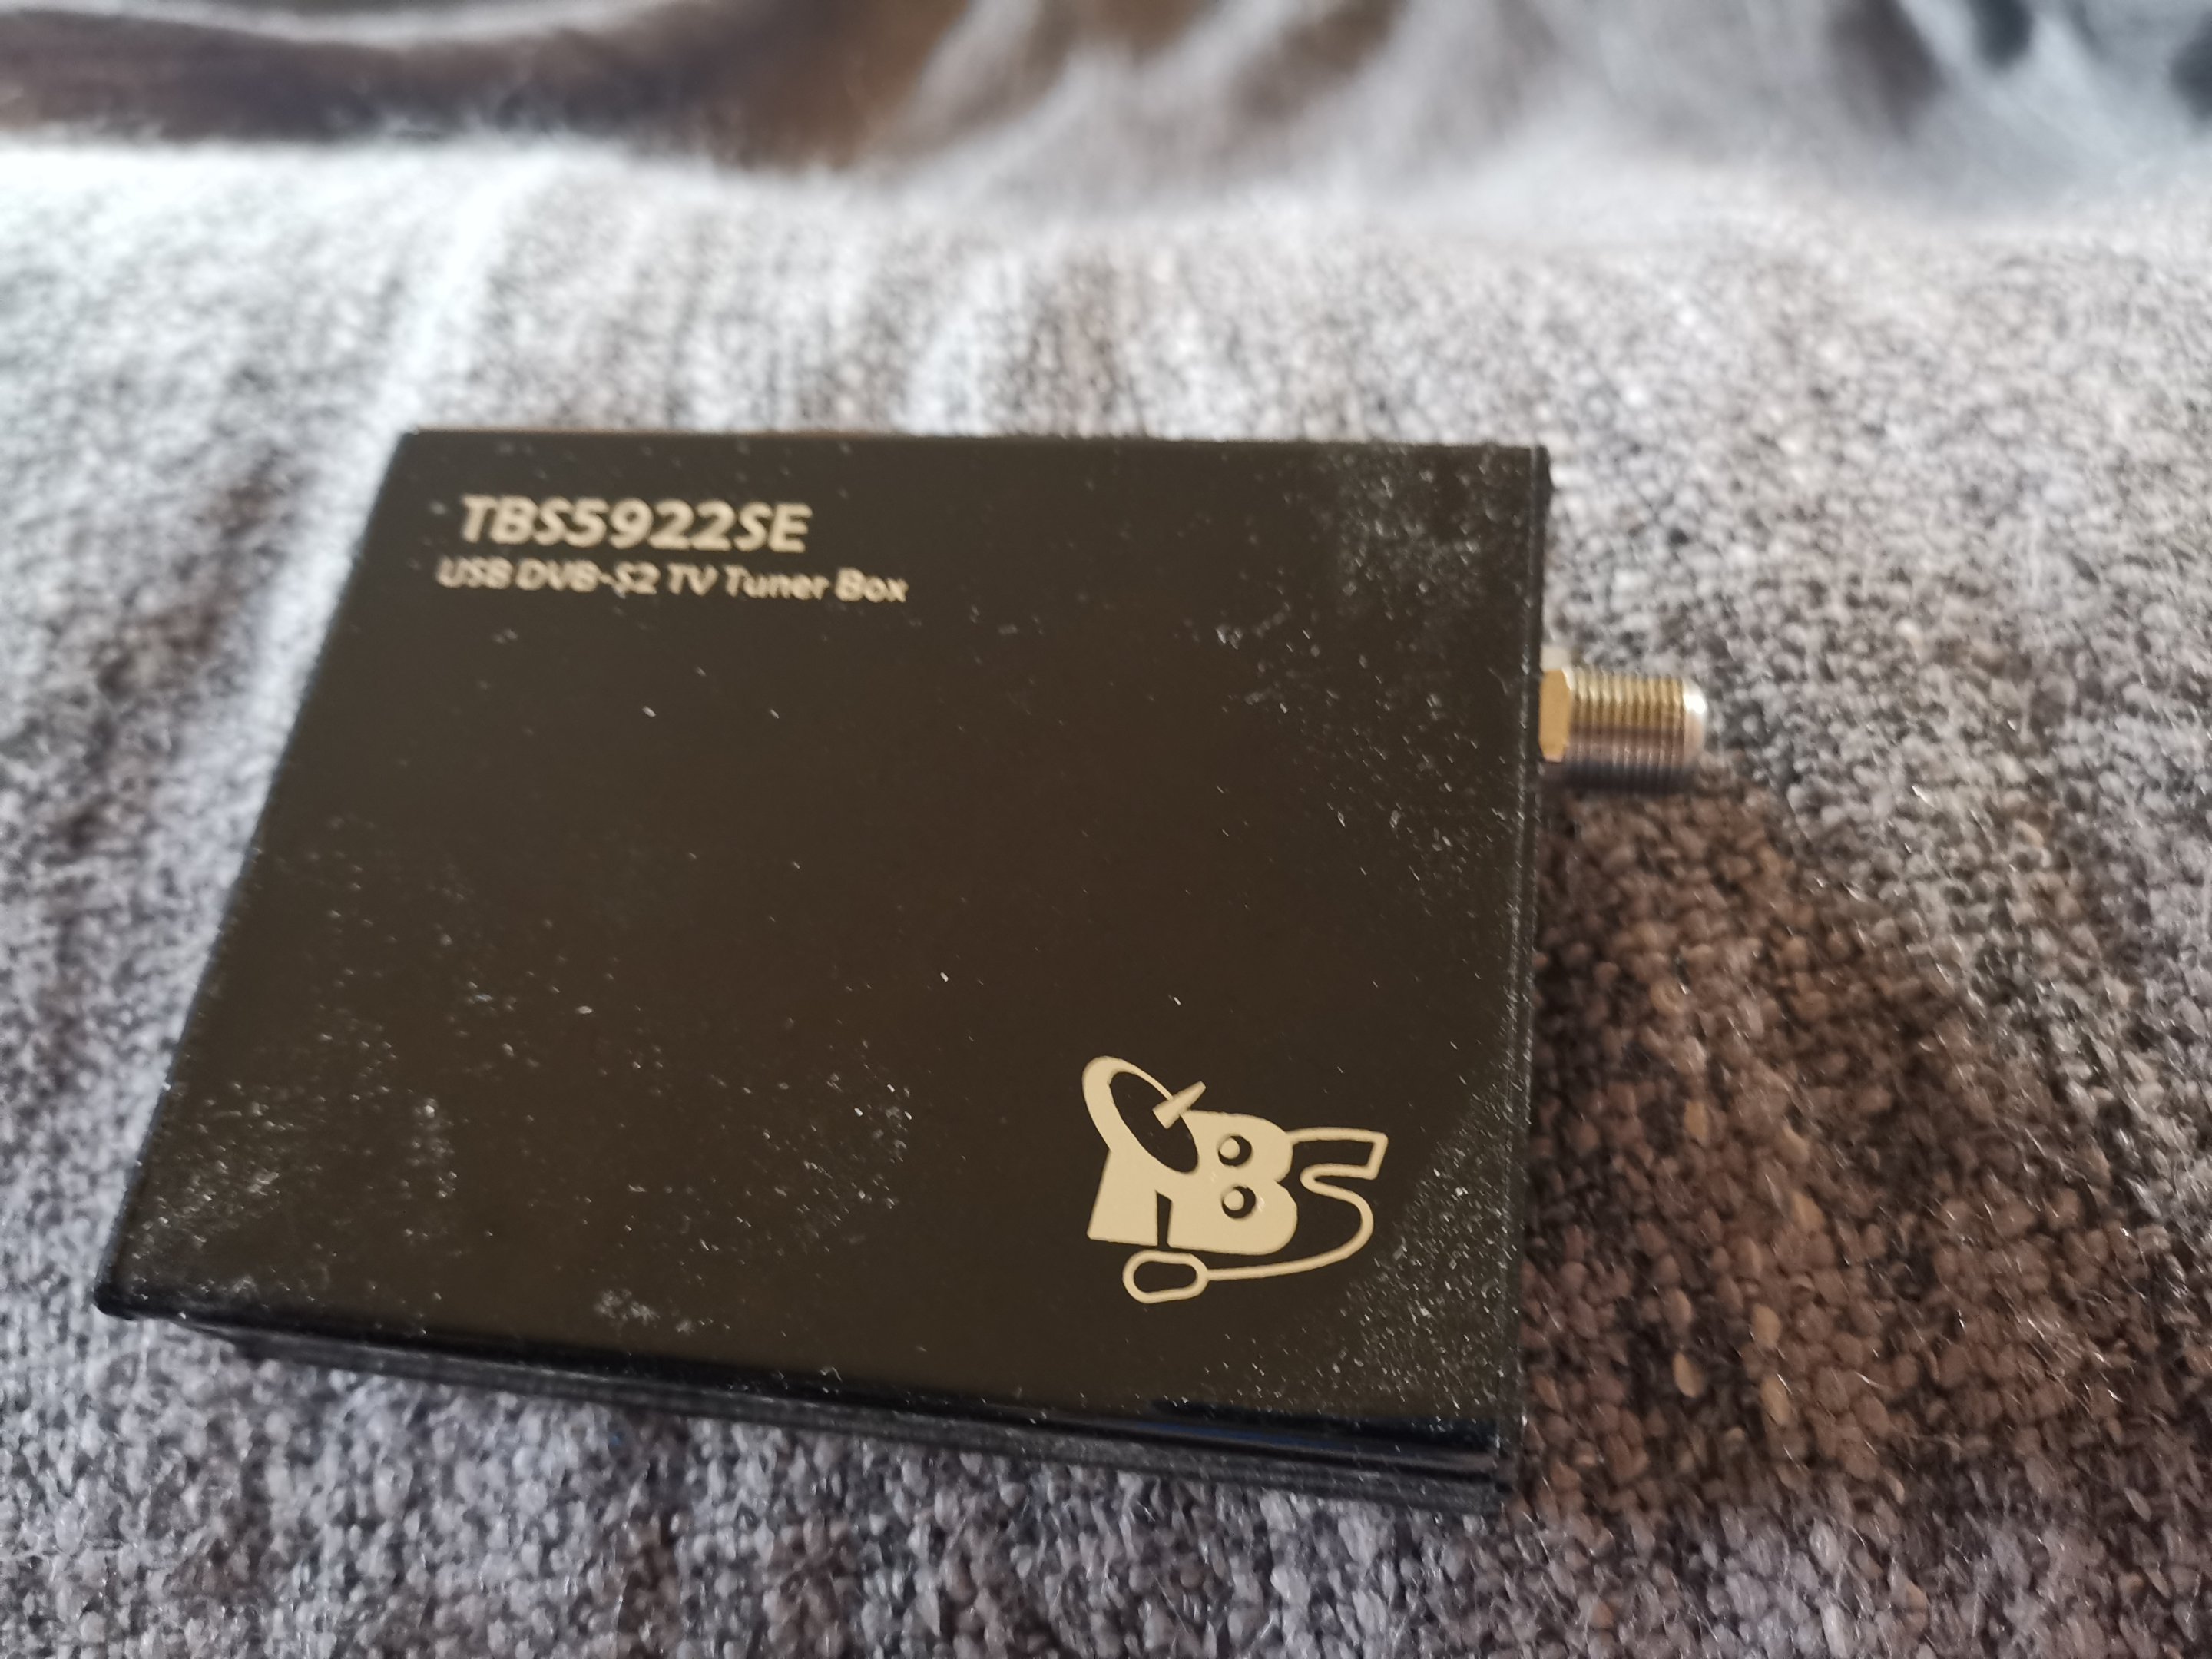 TBS5922SE
USB DVB-S2 TV Tuner Box
TBS